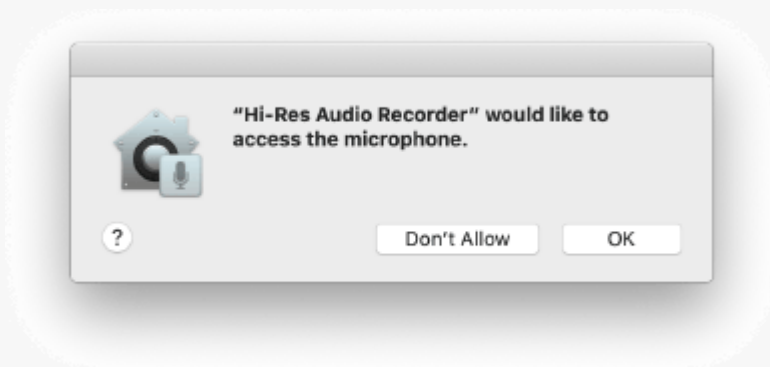 “Hi-Res Audio Recorder” would like to
access the microphone.
?
Don’t Allow
OK